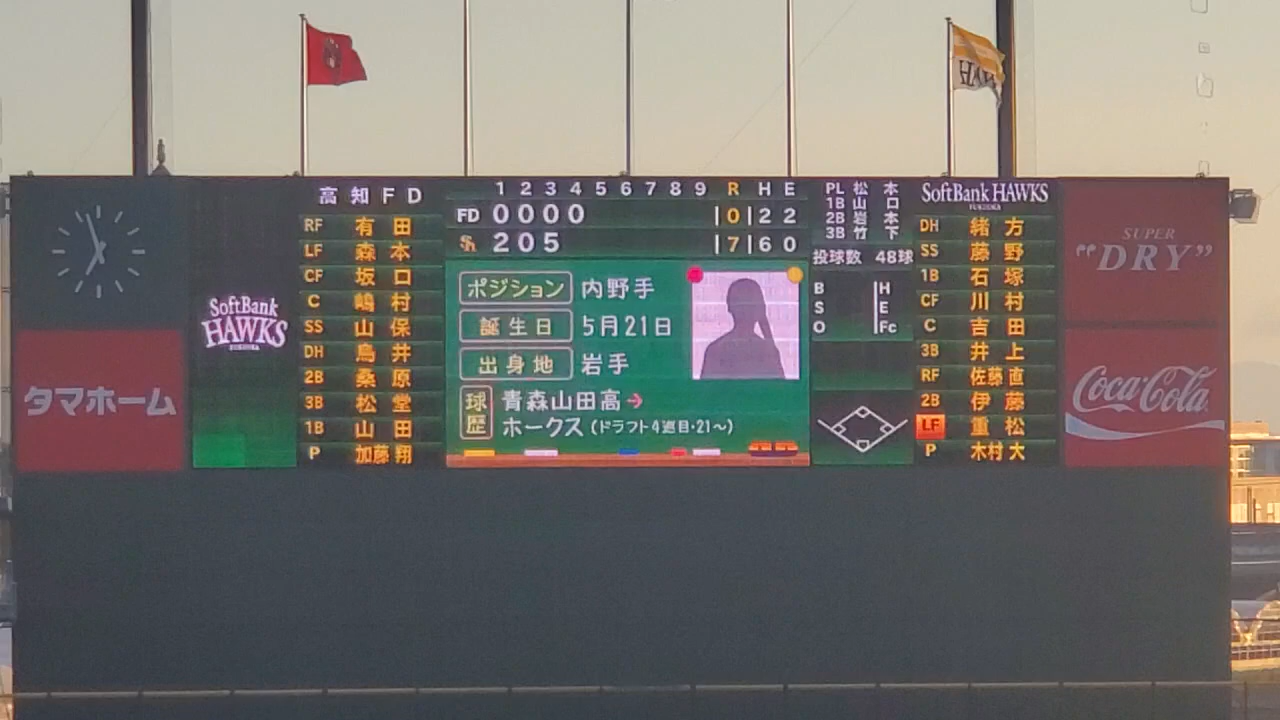 HAWKS
高知FD
RF 有田
LF 森本
CF 坂口
C 嶋村
SS 山保
DH 鳥井
2B 桑原
3B 松堂
1B 山田
P 加藤翔
SoftBank
HAWKS
FUKUOKA
タマホーム
1 2 3 4 5 6 7 8 9 R H E
FD 0 0 0 0 0 2 2
2 0 5 7 6 0
ポジション 内野手
誕生日 5月21日
出身地 岩手
球歴 青森山田高→
ホークス (ドラフト4巡目・21〜)
PL 松本
1B 山口
2B 岩本
3B 竹下
投球数 48球
B H
S E
O Fc
SoftBank HAWKS
FUKUOKA
DH 緒方
SS 藤野
1B 石塚
CF 川村
C 吉田
3B 井上
RF 佐藤直
2B 伊藤
LF 重松
P 木村大
SUPER
"DRY"
Coca-Cola